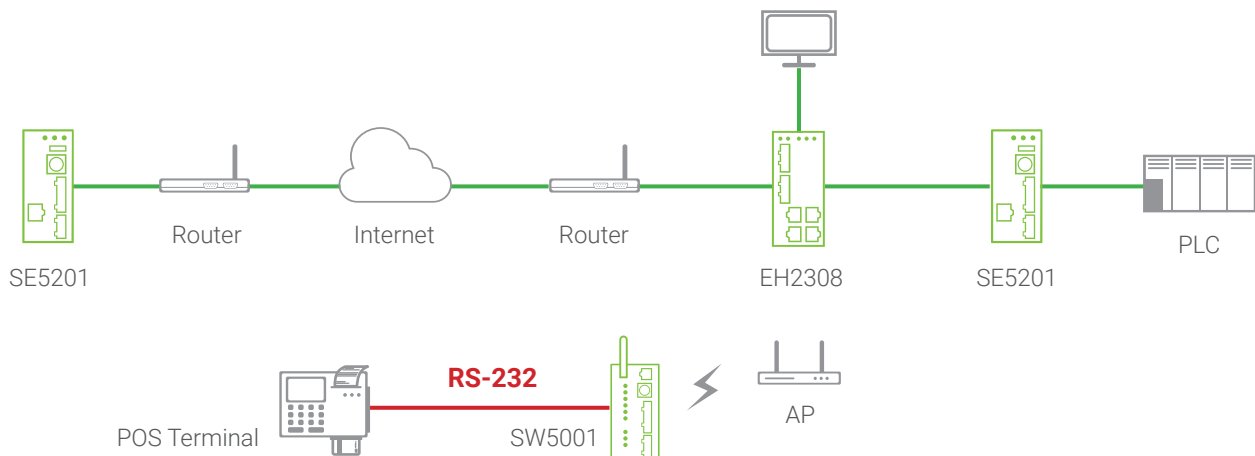 Router
Internet
Router
PLC
SE5201
EH2308
SE5201
RS-232
AP
POS Terminal
SW5001